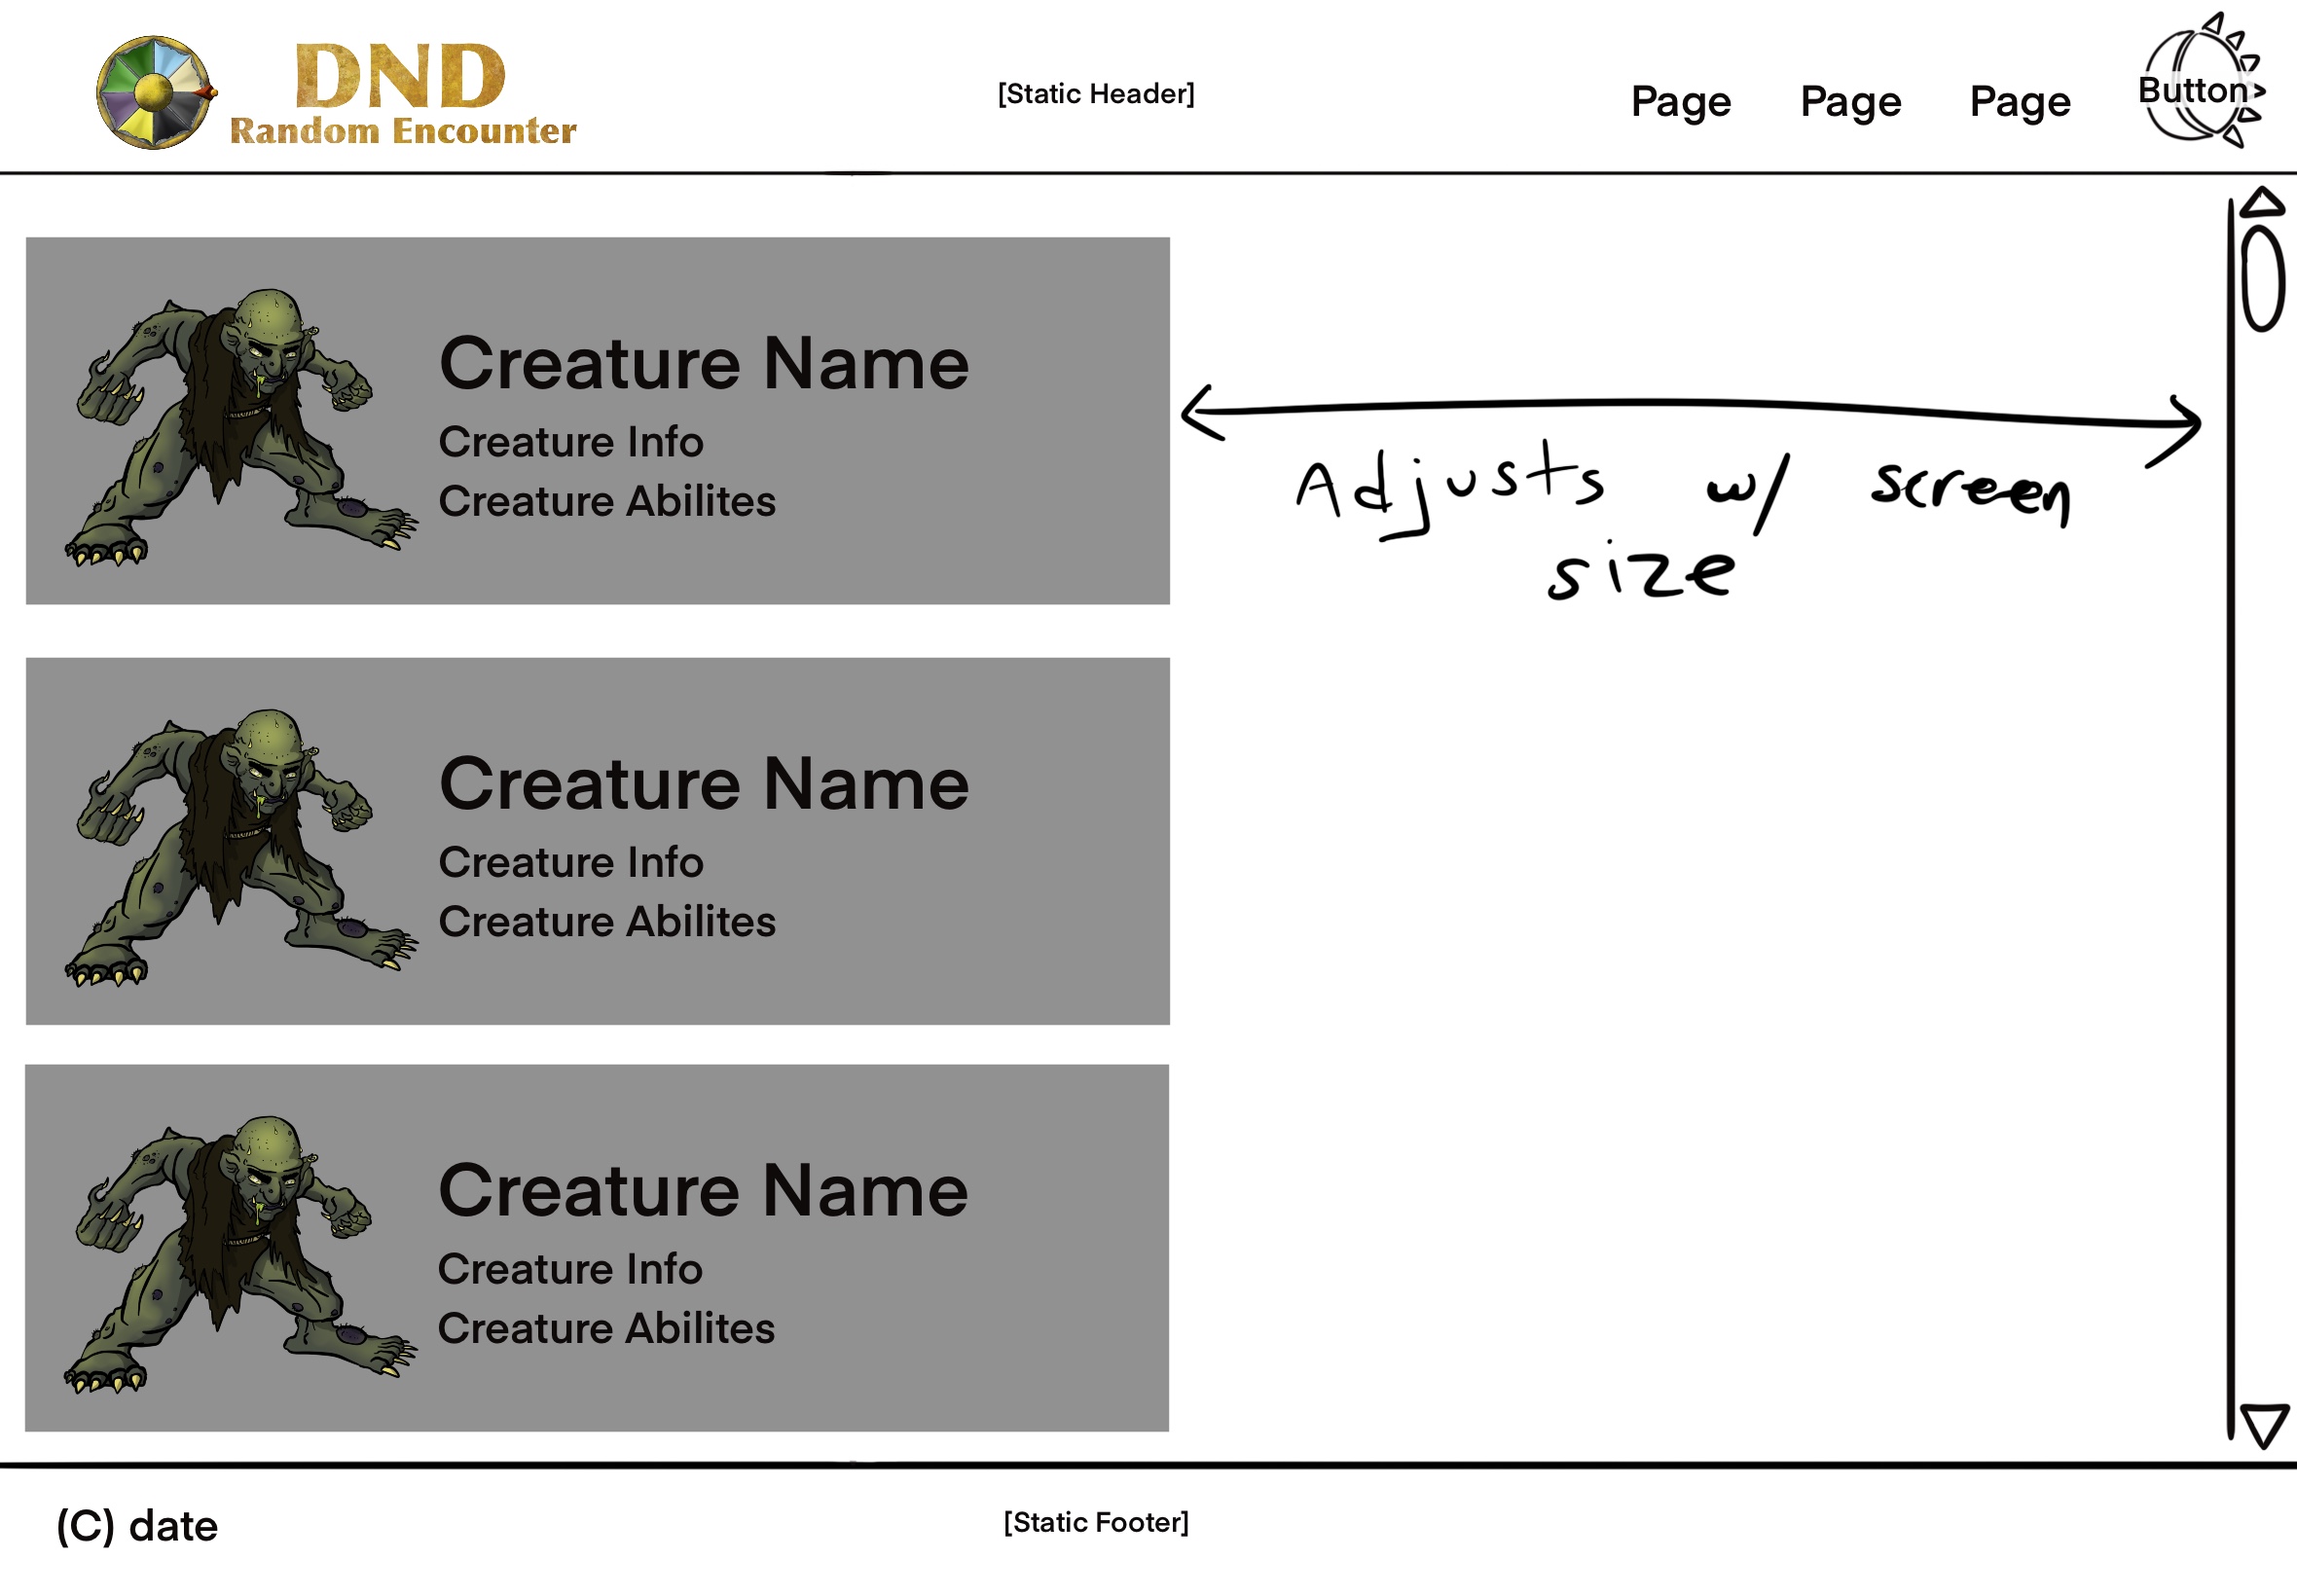 DND
Random Encounter
[Static Header]
Page Page Page
Button
Creature Name
Creature Info
Creature Abilites
Adjusts w/ screen
size
Creature Name
Creature Info
Creature Abilites
Creature Name
Creature Info
Creature Abilites
(C) date
[Static Footer]